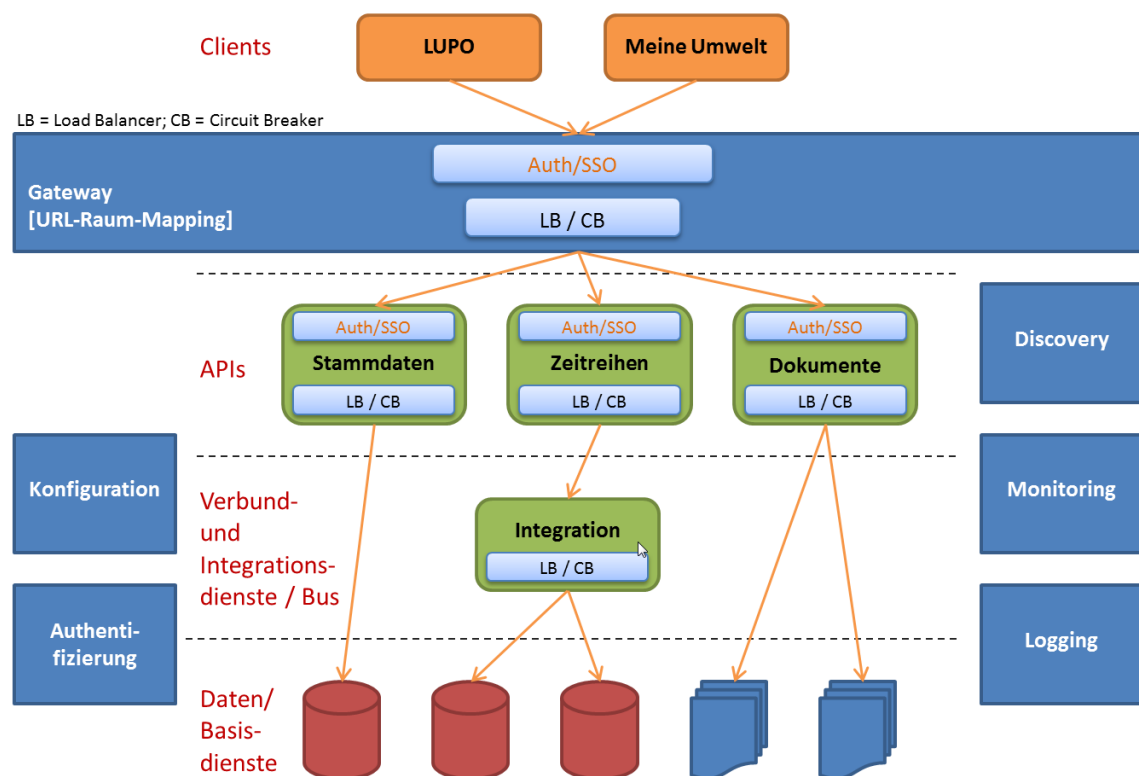 Clients
LUPO
Meine Umwelt
LB = Load Balancer; CB = Circuit Breaker
Gateway
[URL-Raum-Mapping]
Auth/SSO
LB / CB
APIs
Auth/SSO
Stammdaten
LB / CB
Auth/SSO
Zeitreihen
LB / CB
Auth/SSO
Dokumente
LB / CB
Discovery
Konfiguration
Verbund-
und
Integrations-
dienste / Bus
Integration
LB / CB
Monitoring
Authenti-
fizierung
Logging
Daten/
Basis-
dienste